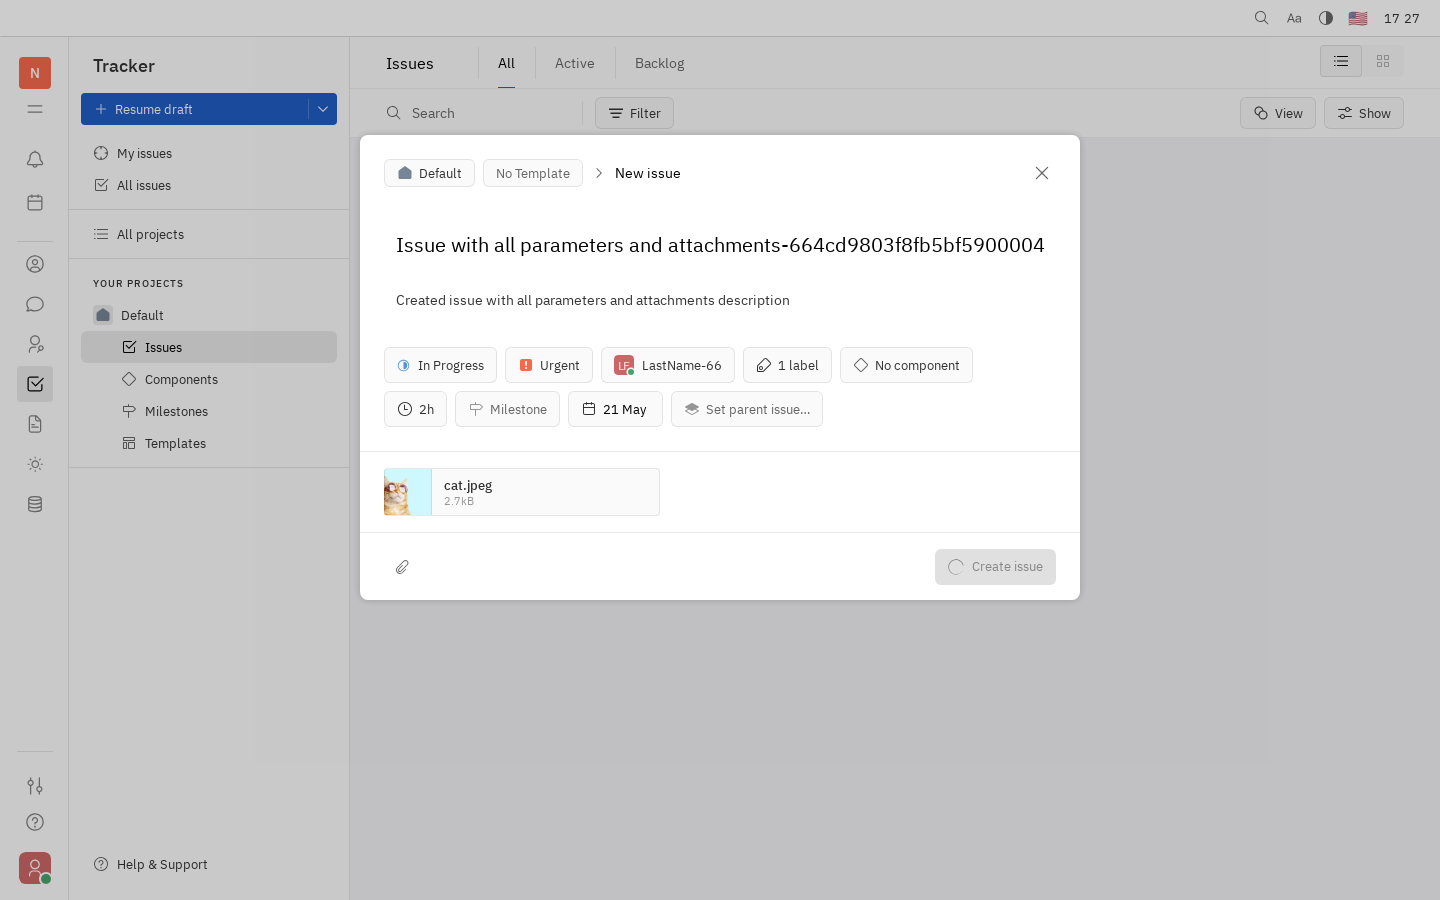 Aa
17 27
N
Tracker
Resume draft
My issues
All issues
All projects
YOUR PROJECTS
Default
Issues
Components
Milestones
Templates
Help & Support
Issues
All
Active
Backlog
Search
Filter
View
Show
Default
No Template
New issue
Issue with all parameters and attachments-664cd9803f8fb5bf5900004
Created issue with all parameters and attachments description
In Progress
Urgent
LF
LastName-66
1 label
No component
2h
Milestone
21 May
Set parent issue...
cat.jpeg
2.7kB
Create issue